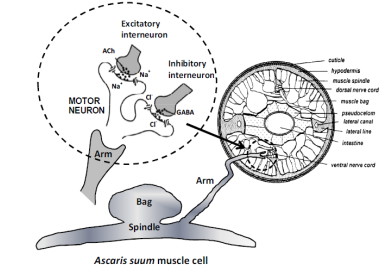 Excitatory
interneuron
ACh
Na+
Na+
Inhibitory
interneuron
Cl-
GABA
Cl-
MOTOR
NEURON
Arm
Arm
Bag
Spindle
cuticle
hypodermis
muscle spindle
dorsal nerve cord
muscle bag
pseudocelom
lateral canal
lateral line
intestine
ventral nerve cord
Ascaris suum muscle cell